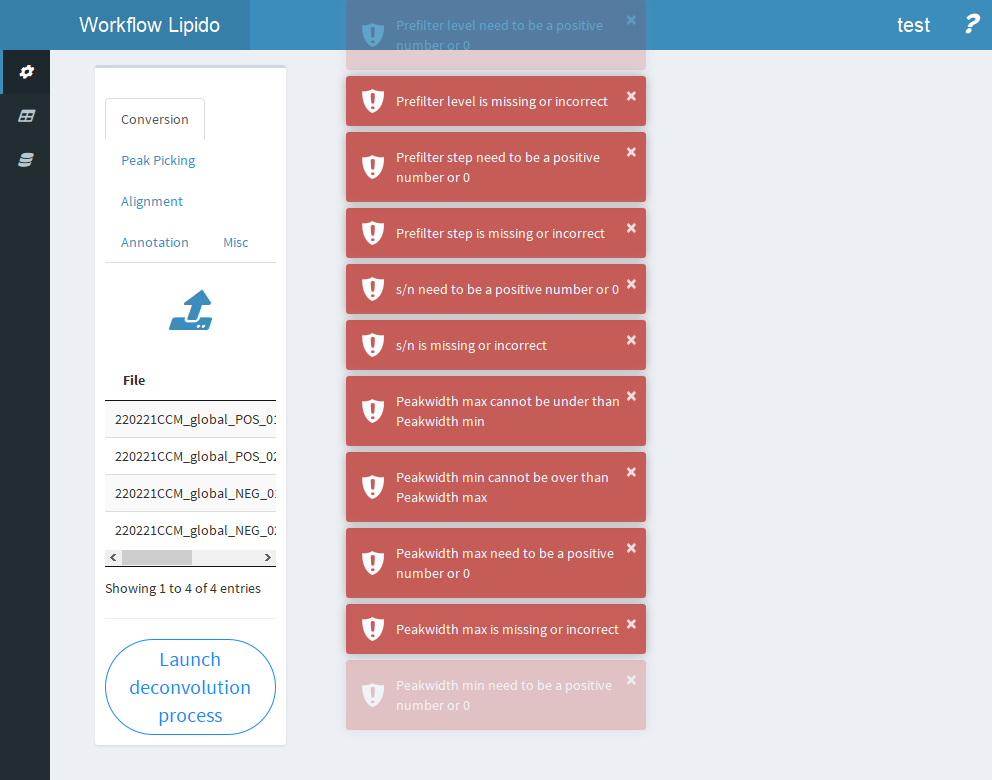 Workflow Lipido
test
?
Conversion
Peak Picking
Alignment
Annotation
Misc
File
220221CCM_global_POS_01
220221CCM_global_POS_02
220221CCM_global_NEG_01
220221CCM_global_NEG_02
Showing 1 to 4 of 4 entries
Launch
deconvolution
process
Prefilter level need to be a positive
number or 0
Prefilter level is missing or incorrect
Prefilter step need to be a positive
number or 0
Prefilter step is missing or incorrect
s/n need to be a positive number or 0
s/n is missing or incorrect
Peakwidth max cannot be under than
Peakwidth min
Peakwidth min cannot be over than
Peakwidth max
Peakwidth max need to be a positive
number or 0
Peakwidth max is missing or incorrect
Peakwidth min need to be a positive
number or 0